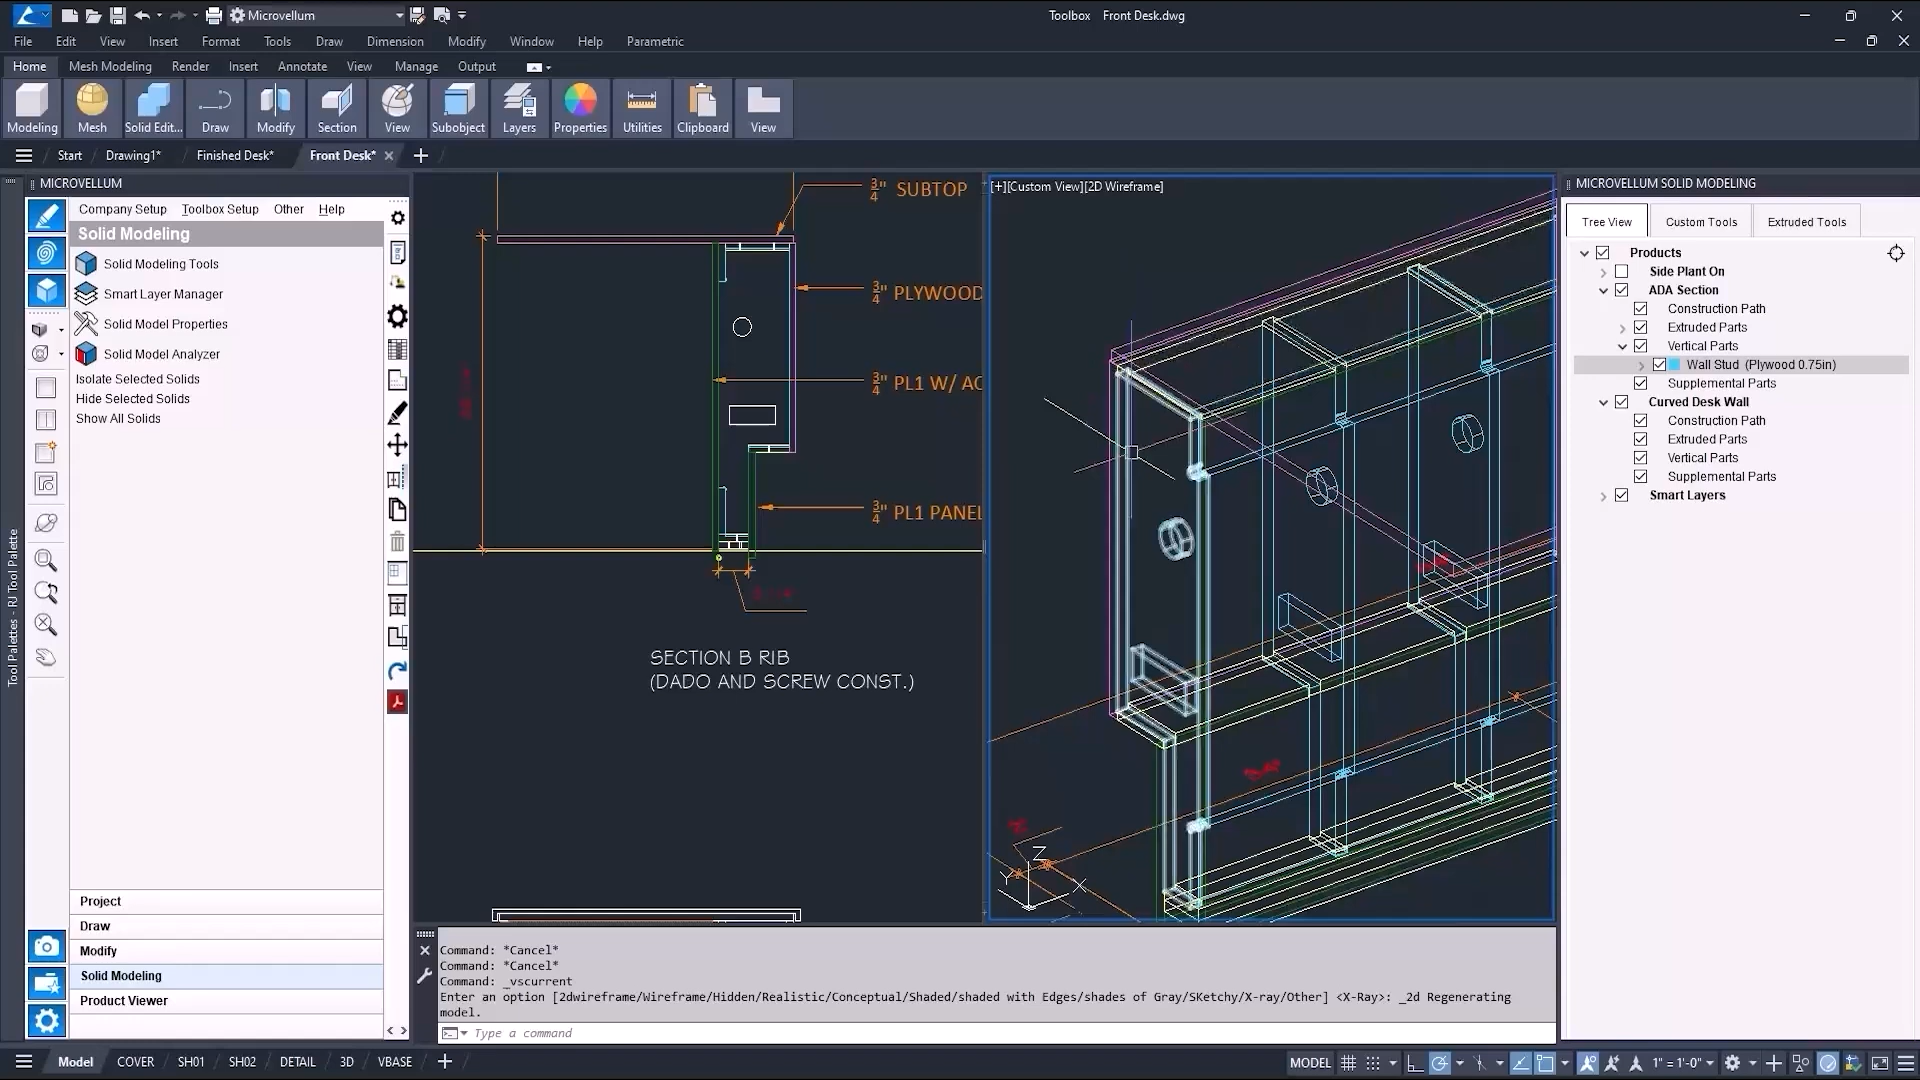 Microvellum
Toolbox Front Desk.dwg
File Edit View Insert Format Tools Draw Dimension Modify Window Help Parametric
Home Mesh Modeling Render Insert Annotate View Manage Output
Modeling Mesh Solid Edit... Draw Modify Section View Subobject Layers Properties Utilities Clipboard View
Start Drawing1* Finished Desk* Front Desk*
MICROVELLUM
Company Setup Toolbox Setup Other Help
Solid Modeling
Solid Modeling Tools
Smart Layer Manager
Solid Model Properties
Solid Model Analyzer
Isolate Selected Solids
Hide Selected Solids
Show All Solids
Project
Draw
Modify
Solid Modeling
Product Viewer
Tool Palettes - RJ Tool Palette
3/4" SUBTOP
3/4" PLYWOOD
3/4" PL1 W/ AC
3/4" PL1 PANEL
SECTION B RIB
(DADO AND SCREW CONST.)
[+][Custom View][2D Wireframe]
Z
Y
X
MICROVELLUM SOLID MODELING
Tree View Custom Tools Extruded Tools
Products
Side Plant On
ADA Section
Construction Path
Extruded Parts
Vertical Parts
Wall Stud (Plywood 0.75in)
Supplemental Parts
Curved Desk Wall
Construction Path
Extruded Parts
Vertical Parts
Supplemental Parts
Smart Layers
Command: *Cancel*
Command: *Cancel*
Command: _vscurrent
Enter an option [2dwireframe/Wireframe/Hidden/Realistic/Conceptual/Shaded/shaded with Edges/shades of Gray/SKetchy/X-ray/Other] <X-Ray>: _2d Regenerating
model.
Type a command
Model COVER SH01 SH02 DETAIL 3D VBASE
MODEL 1" = 1'-0"